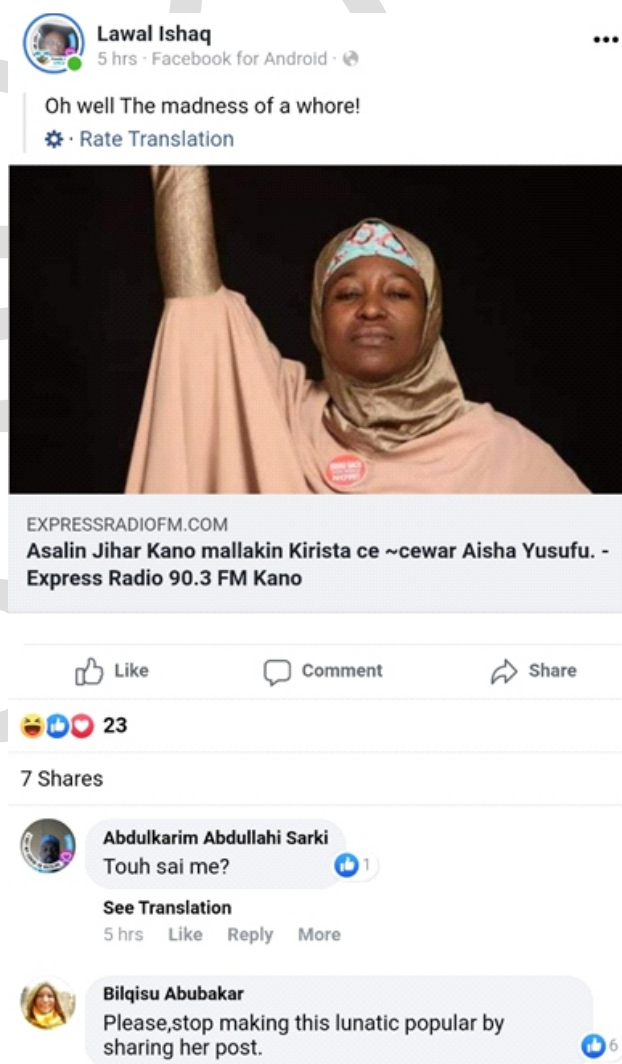 Lawal Ishaq
5 hrs · Facebook for Android ·
Oh well The madness of a whore!
· Rate Translation
EXPRESSRADIOFM.COM
Asalin Jihar Kano mallakin Kirista ce ~cewar Aisha Yusufu. -
Express Radio 90.3 FM Kano
Like Comment Share
23
7 Shares
Abdulkarim Abdullahi Sarki
Touh sai me?
1
See Translation
5 hrs Like Reply More
Bilqisu Abubakar
Please,stop making this lunatic popular by
sharing her post.
6